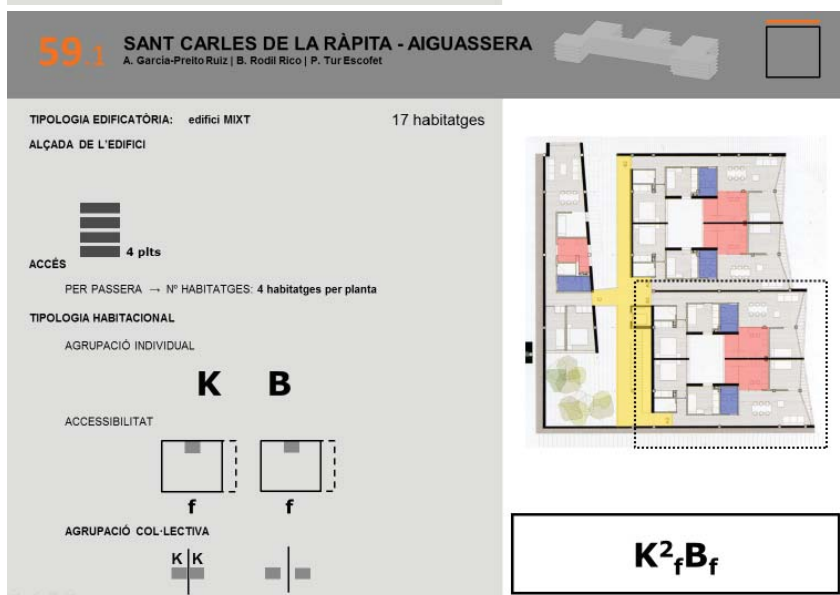 59.1 SANT CARLES DE LA RÀPITA - AIGUASSERA
A. Garcia-Preito Ruiz | B. Rodil Rico | P. Tur Escofet
TIPOLOGIA EDIFICATÒRIA: edifici MIXT 17 habitatges
ALÇADA DE L'EDIFICI
4 plts
ACCÉS
PER PASSERA → Nº HABITATGES: 4 habitatges per planta
TIPOLOGIA HABITACIONAL
AGRUPACIÓ INDIVIDUAL
K B
ACCESSIBILITAT
f f
AGRUPACIÓ COL·LECTIVA
K K
K²fBf